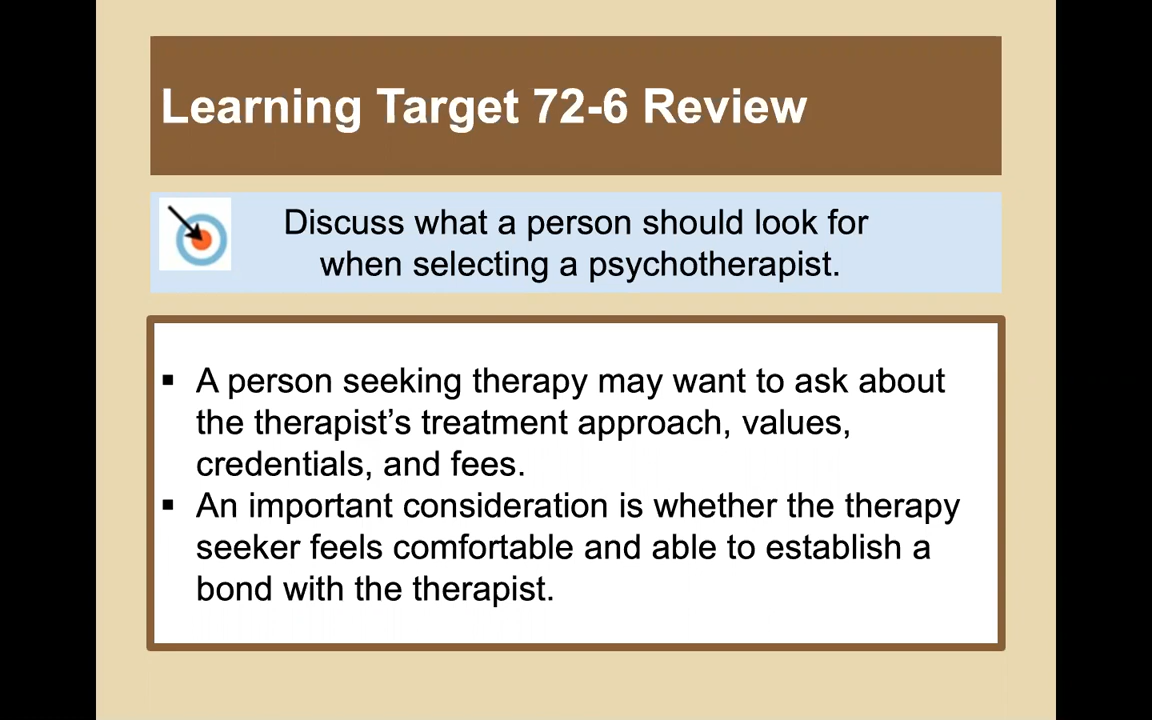 Learning Target 72-6 Review
Discuss what a person should look for
when selecting a psychotherapist.
▪ A person seeking therapy may want to ask about
the therapist’s treatment approach, values,
credentials, and fees.
▪ An important consideration is whether the therapy
seeker feels comfortable and able to establish a
bond with the therapist.